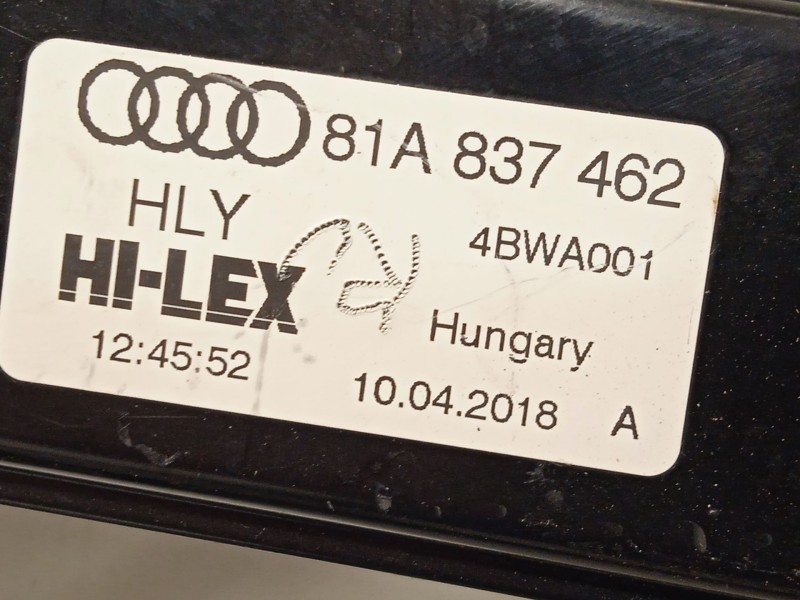 81A 837 462
HLY
4BWA001
HI-LEX
Hungary
12:45:52
10.04.2018 A